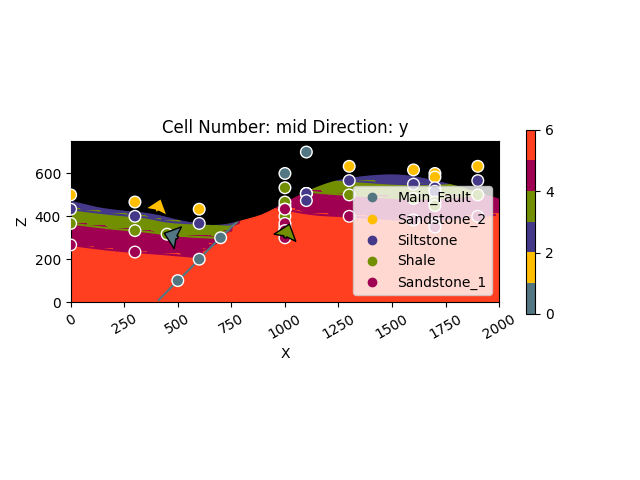 Cell Number: mid Direction: y
600
400
200
0
Z
0
250
500
750
1000
1250
1500
1750
2000
X
Main_Fault
Sandstone_2
Siltstone
Shale
Sandstone_1
6
4
2
0